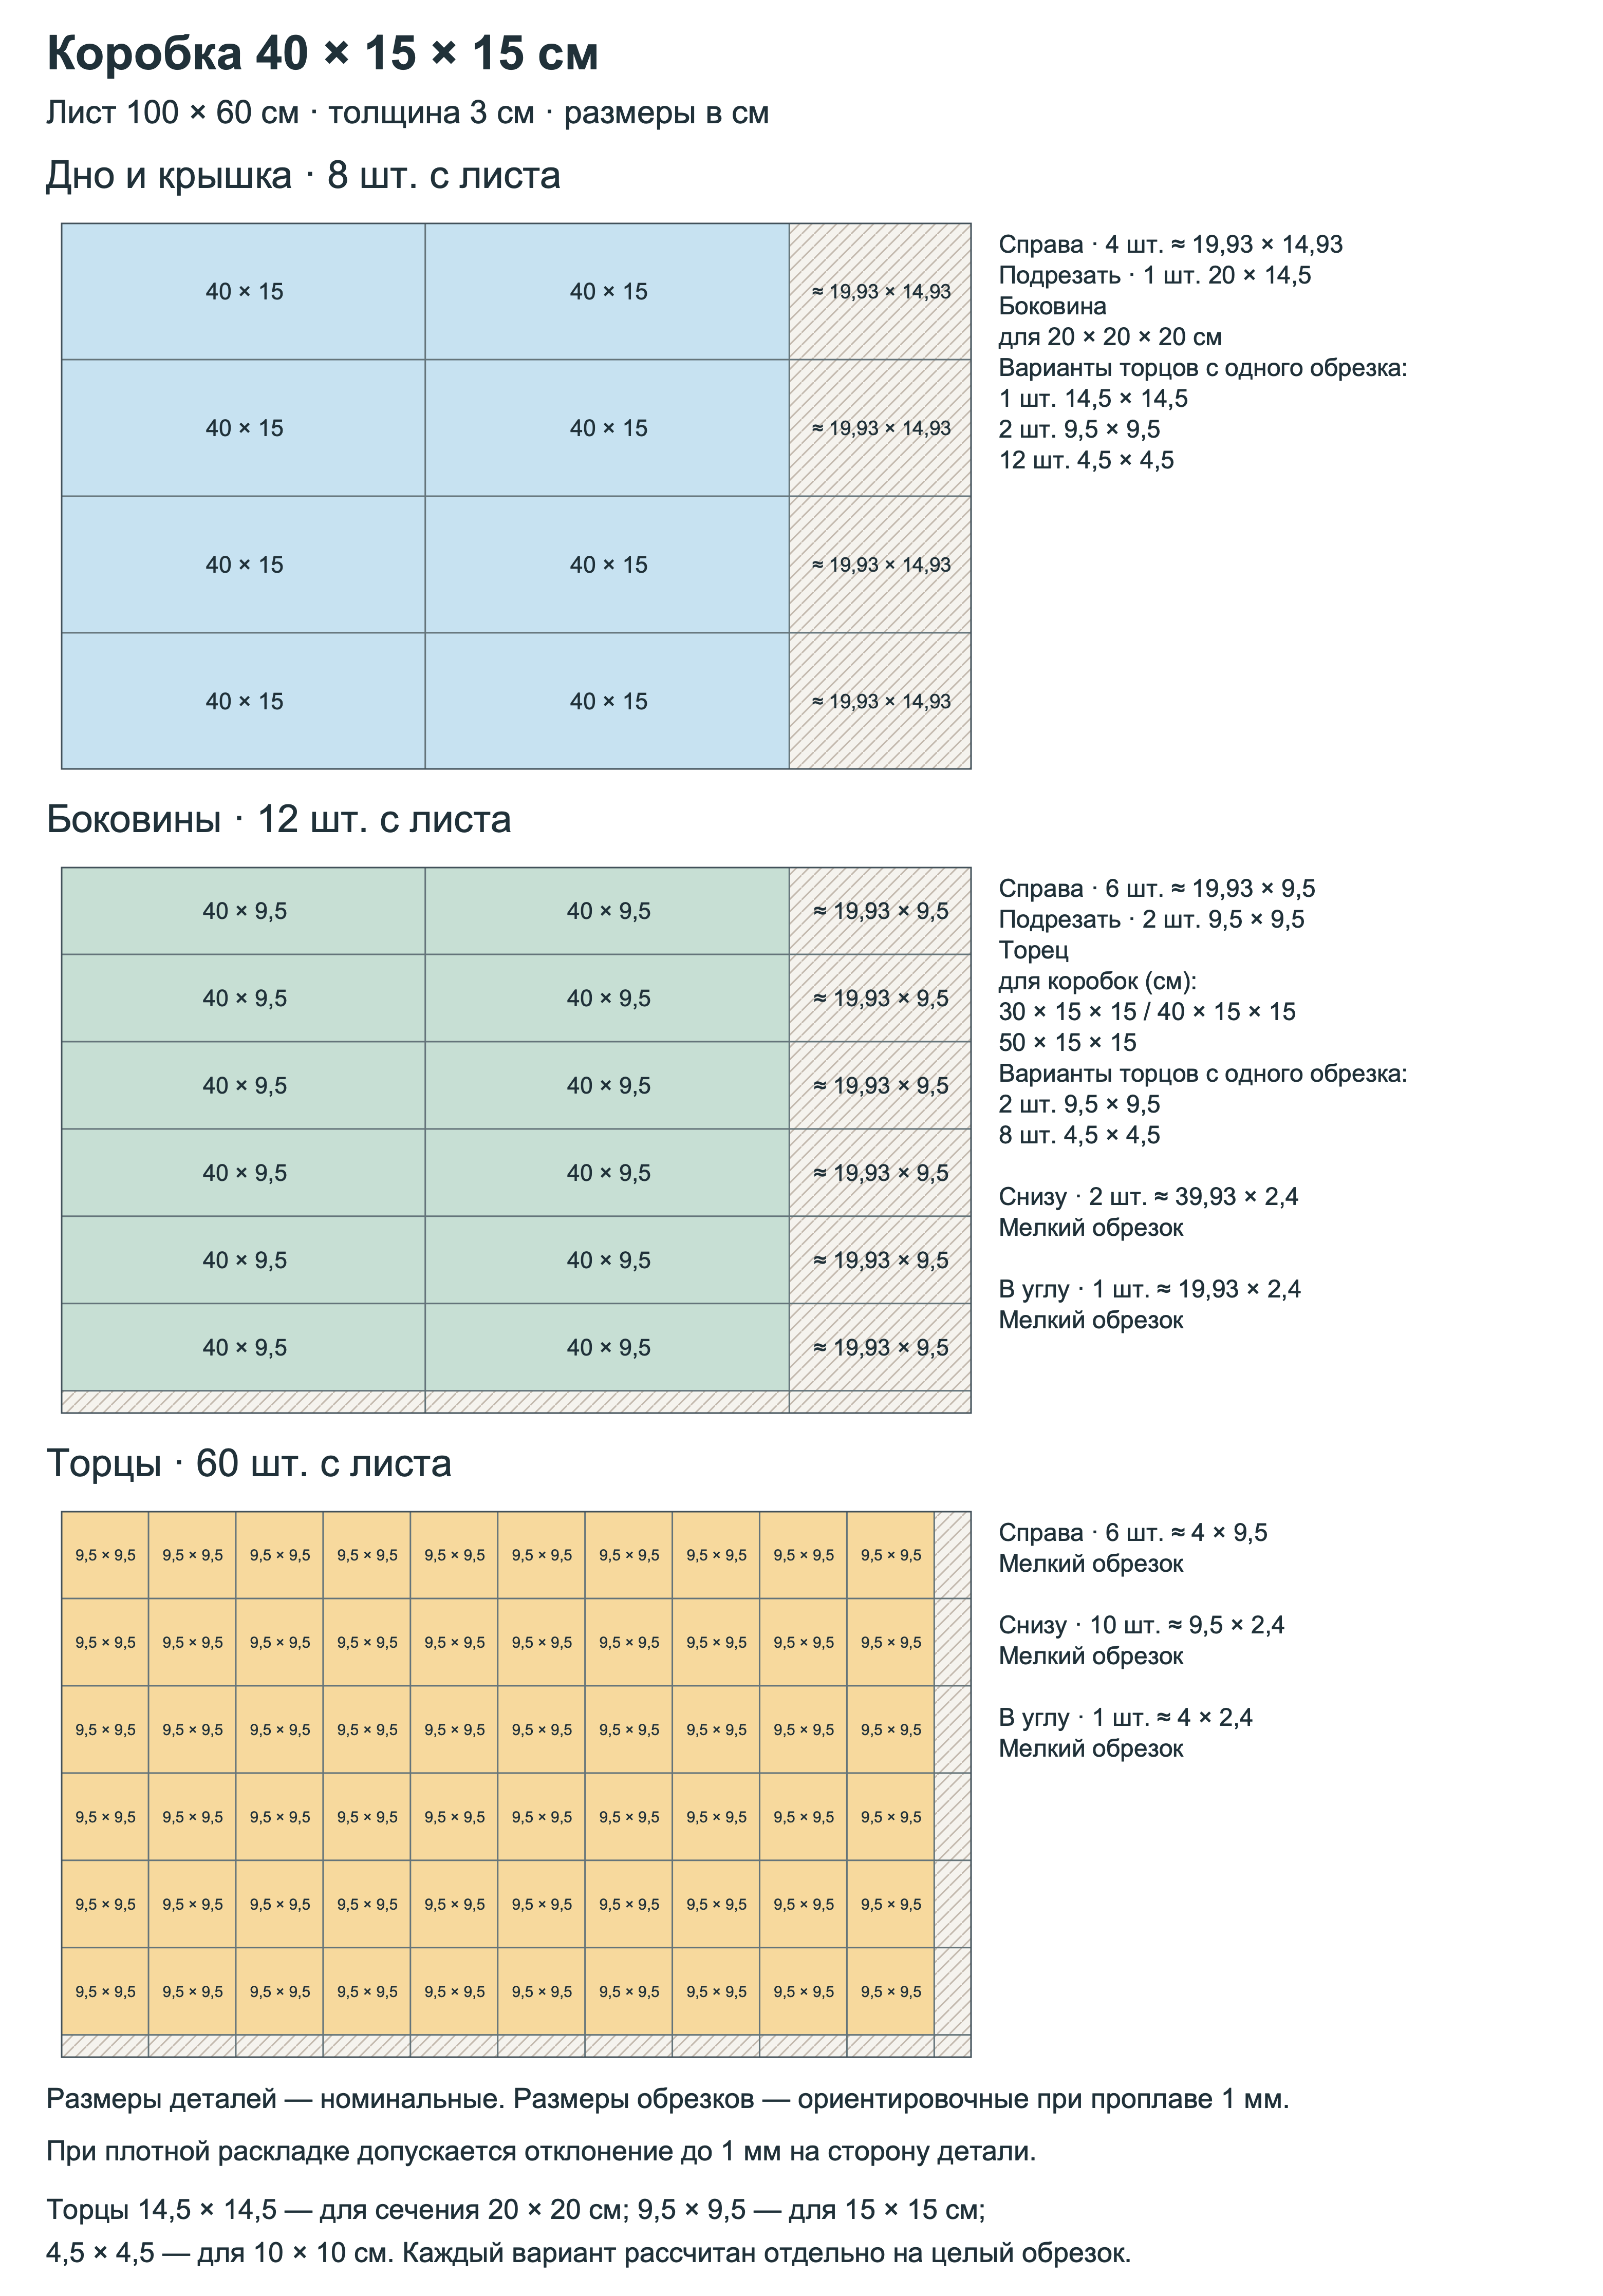 Коробка 40 × 15 × 15 см
Лист 100 × 60 см · толщина 3 см · размеры в см
Дно и крышка · 8 шт. с листа
40 × 15 40 × 15 ≈ 19,93 × 14,93
40 × 15 40 × 15 ≈ 19,93 × 14,93
40 × 15 40 × 15 ≈ 19,93 × 14,93
40 × 15 40 × 15 ≈ 19,93 × 14,93
Справа · 4 шт. ≈ 19,93 × 14,93
Подрезать · 1 шт. 20 × 14,5
Боковина
для 20 × 20 × 20 см
Варианты торцов с одного обрезка:
1 шт. 14,5 × 14,5
2 шт. 9,5 × 9,5
12 шт. 4,5 × 4,5
Боковины · 12 шт. с листа
40 × 9,5 40 × 9,5 ≈ 19,93 × 9,5
40 × 9,5 40 × 9,5 ≈ 19,93 × 9,5
40 × 9,5 40 × 9,5 ≈ 19,93 × 9,5
40 × 9,5 40 × 9,5 ≈ 19,93 × 9,5
40 × 9,5 40 × 9,5 ≈ 19,93 × 9,5
40 × 9,5 40 × 9,5 ≈ 19,93 × 9,5
Справа · 6 шт. ≈ 19,93 × 9,5
Подрезать · 2 шт. 9,5 × 9,5
Торец
для коробок (см):
30 × 15 × 15 / 40 × 15 × 15
50 × 15 × 15
Варианты торцов с одного обрезка:
2 шт. 9,5 × 9,5
8 шт. 4,5 × 4,5
Снизу · 2 шт. ≈ 39,93 × 2,4
Мелкий обрезок
В углу · 1 шт. ≈ 19,93 × 2,4
Мелкий обрезок
Торцы · 60 шт. с листа
9,5 × 9,5 9,5 × 9,5 9,5 × 9,5 9,5 × 9,5 9,5 × 9,5 9,5 × 9,5 9,5 × 9,5 9,5 × 9,5 9,5 × 9,5 9,5 × 9,5
9,5 × 9,5 9,5 × 9,5 9,5 × 9,5 9,5 × 9,5 9,5 × 9,5 9,5 × 9,5 9,5 × 9,5 9,5 × 9,5 9,5 × 9,5 9,5 × 9,5
9,5 × 9,5 9,5 × 9,5 9,5 × 9,5 9,5 × 9,5 9,5 × 9,5 9,5 × 9,5 9,5 × 9,5 9,5 × 9,5 9,5 × 9,5 9,5 × 9,5
9,5 × 9,5 9,5 × 9,5 9,5 × 9,5 9,5 × 9,5 9,5 × 9,5 9,5 × 9,5 9,5 × 9,5 9,5 × 9,5 9,5 × 9,5 9,5 × 9,5
9,5 × 9,5 9,5 × 9,5 9,5 × 9,5 9,5 × 9,5 9,5 × 9,5 9,5 × 9,5 9,5 × 9,5 9,5 × 9,5 9,5 × 9,5 9,5 × 9,5
9,5 × 9,5 9,5 × 9,5 9,5 × 9,5 9,5 × 9,5 9,5 × 9,5 9,5 × 9,5 9,5 × 9,5 9,5 × 9,5 9,5 × 9,5 9,5 × 9,5
Справа · 6 шт. ≈ 4 × 9,5
Мелкий обрезок
Снизу · 10 шт. ≈ 9,5 × 2,4
Мелкий обрезок
В углу · 1 шт. ≈ 4 × 2,4
Мелкий обрезок
Размеры деталей — номинальные. Размеры обрезков — ориентировочные при проплаве 1 мм.
При плотной раскладке допускается отклонение до 1 мм на сторону детали.
Торцы 14,5 × 14,5 — для сечения 20 × 20 см; 9,5 × 9,5 — для 15 × 15 см;
4,5 × 4,5 — для 10 × 10 см. Каждый вариант рассчитан отдельно на целый обрезок.